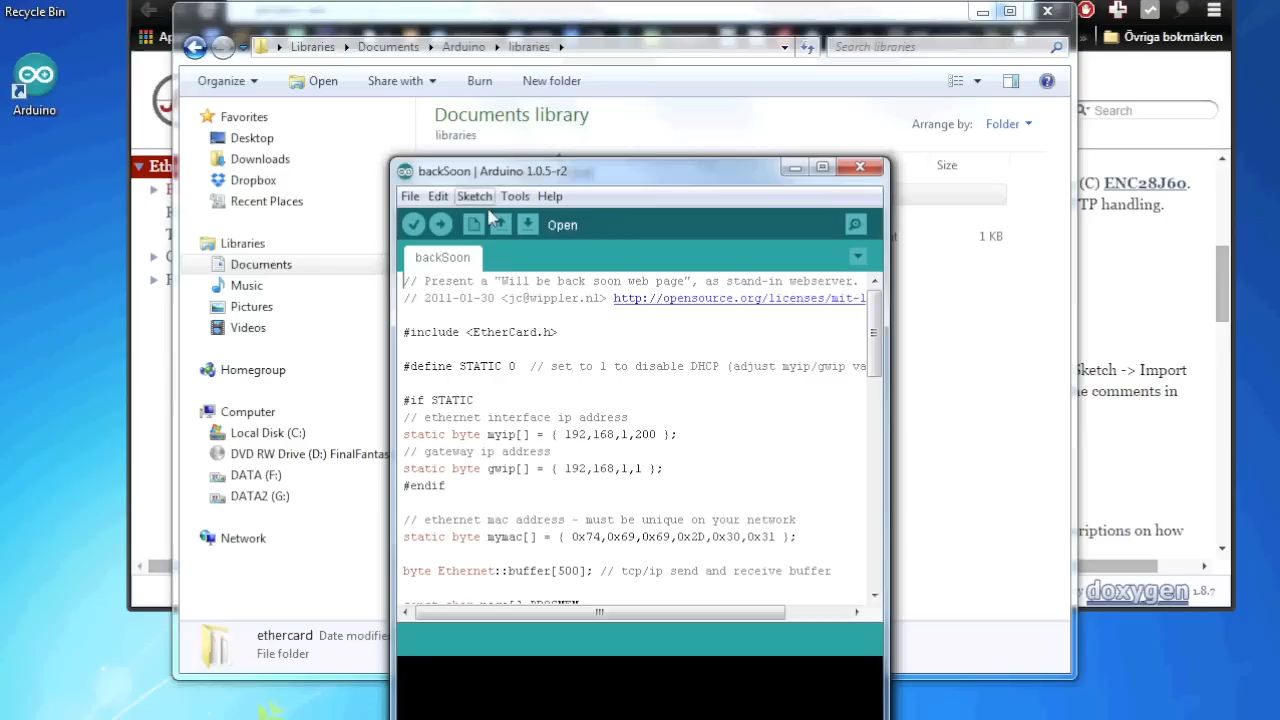 Recycle Bin
Arduino
Ap
Övriga bokmärken
Search
Libraries Documents Arduino libraries
Search libraries
Organize Open Share with Burn New folder
Favorites
Desktop
Downloads
Dropbox
Recent Places
Libraries
Documents
Music
Pictures
Videos
Homegroup
Computer
Local Disk (C:)
DVD RW Drive (D:) FinalFantas
DATA (F:)
DATA2 (G:)
Network
Documents library
libraries
Arrange by: Folder
Size
1 KB
ethercard Date modifie
File folder
Eth
(C) ENC28J60.
TP handling.
Sketch -> Import
e comments in
riptions on how
doxygen 1.8.7
backSoon | Arduino 1.0.5-r2
File Edit Sketch Tools Help
Open
backSoon
// Present a "Will be back soon web page", as stand-in webserver.
// 2011-01-30 <jc@wippler.nl> http://opensource.org/licenses/mit-l
#include <EtherCard.h>
#define STATIC 0 // set to 1 to disable DHCP (adjust myip/gwip va
#if STATIC
// ethernet interface ip address
static byte myip[] = { 192,168,1,200 };
// gateway ip address
static byte gwip[] = { 192,168,1,1 };
#endif
// ethernet mac address - must be unique on your network
static byte mymac[] = { 0x74,0x69,0x69,0x2D,0x30,0x31 };
byte Ethernet::buffer[500]; // tcp/ip send and receive buffer